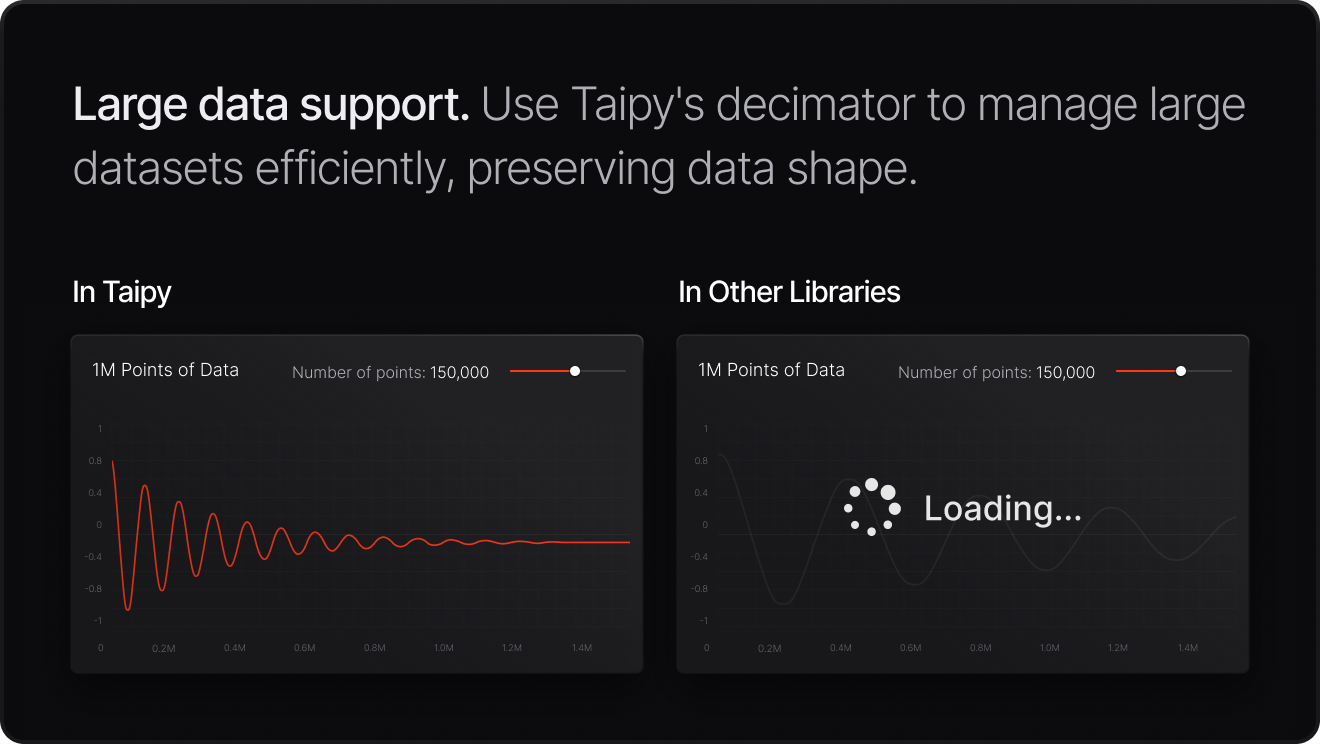 Large data support. Use Taipy's decimator to manage large
datasets efficiently, preserving data shape.
In Taipy
1M Points of Data
Number of points: 150,000
1
0.8
0.4
0
-0.4
-0.8
-1
0 0.2M 0.4M 0.6M 0.8M 1.0M 1.2M 1.4M
In Other Libraries
1M Points of Data
Number of points: 150,000
1
0.8
0.4
0
-0.4
-0.8
-1
Loading...
0 0.2M 0.4M 0.6M 0.8M 1.0M 1.2M 1.4M